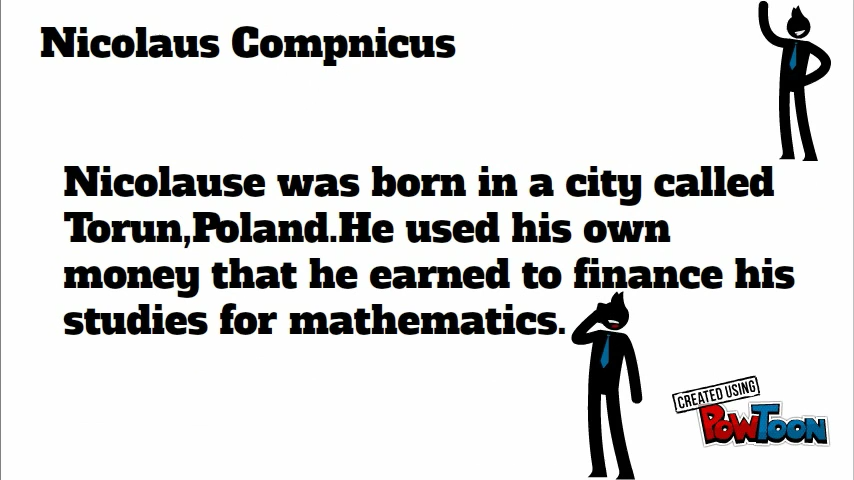 Nicolaus Compnicus
Nicolause was born in a city called
Torun,Poland.He used his own
money that he earned to finance his
studies for mathematics.
CREATED USING
POWTOON